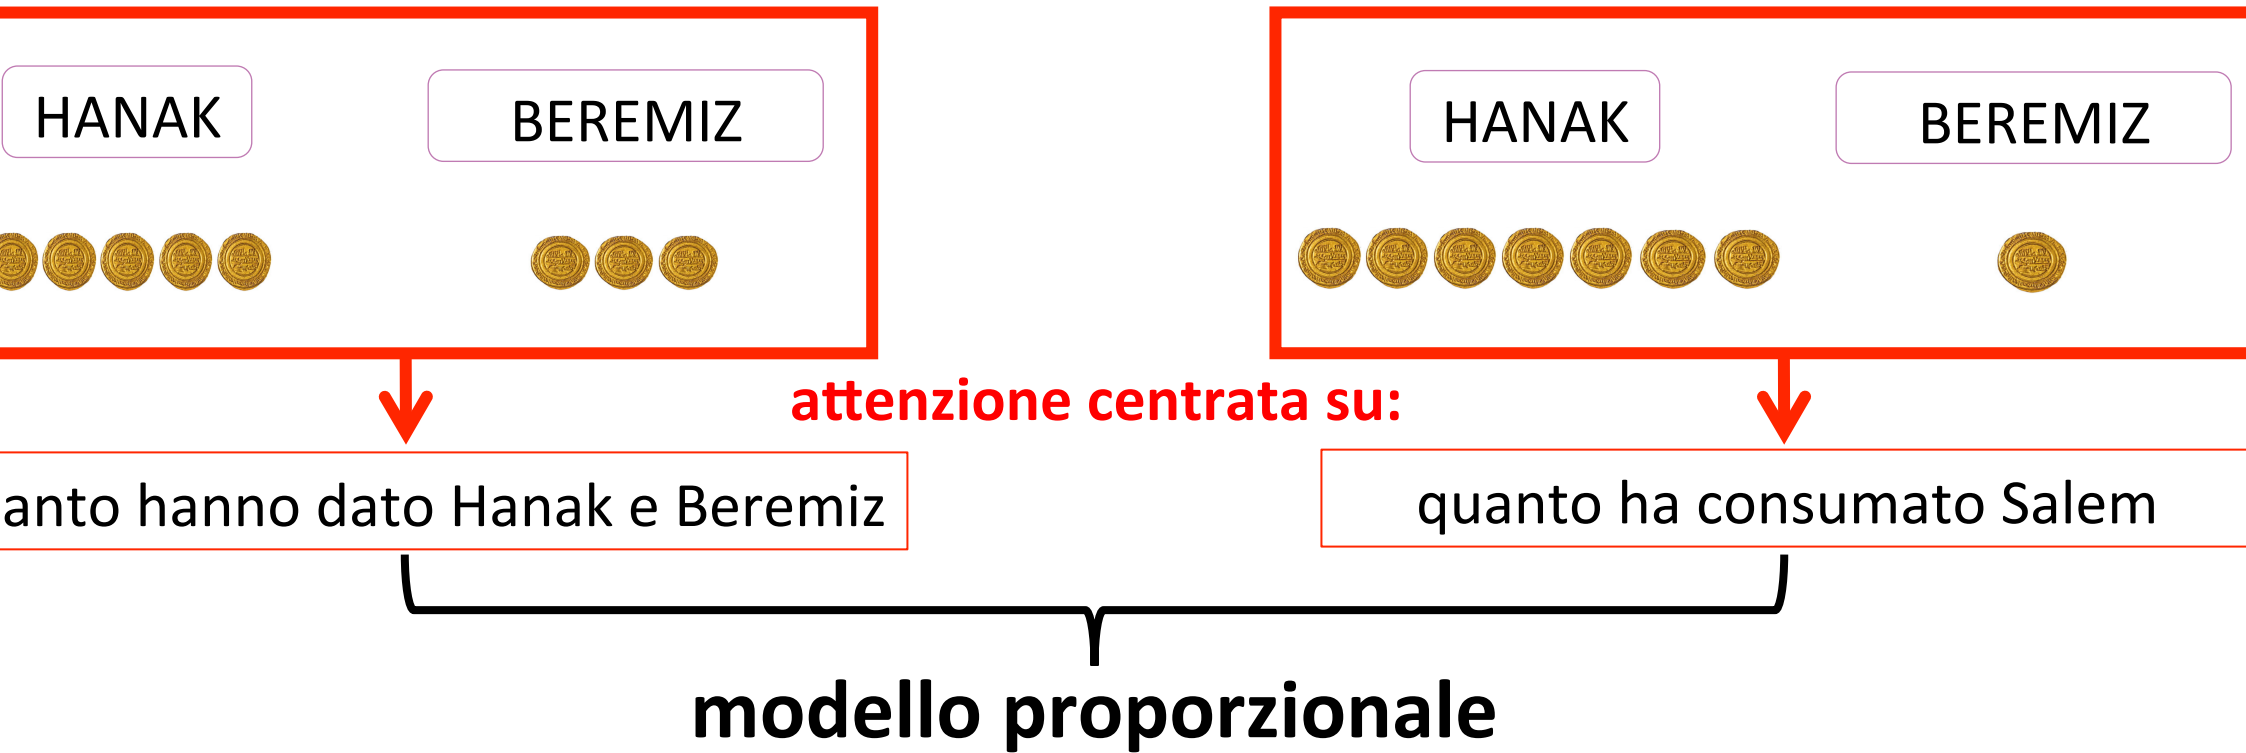 HANAK BEREMIZ HANAK BEREMIZ
attenzione centrata su:
anto hanno dato Hanak e Beremiz quanto ha consumato Salem
modello proporzionale